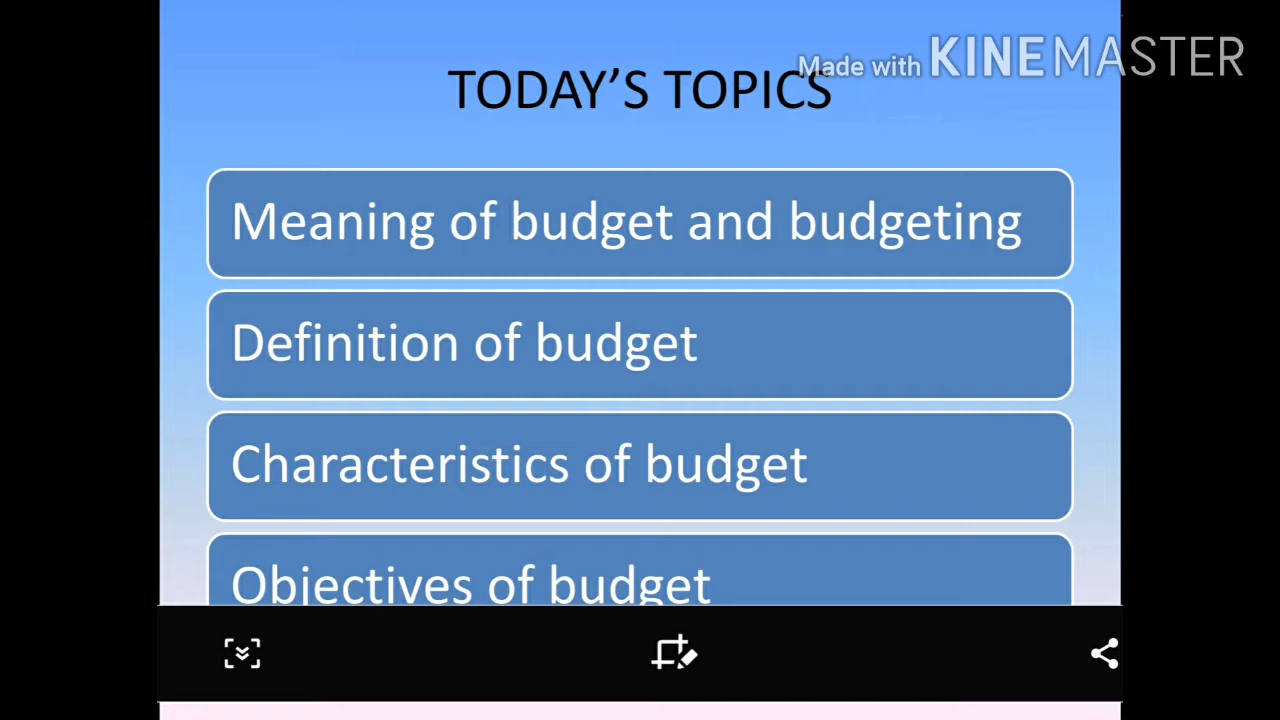 Made with KINEMASTER
TODAY'S TOPICS
Meaning of budget and budgeting
Definition of budget
Characteristics of budget
Objectives of budget